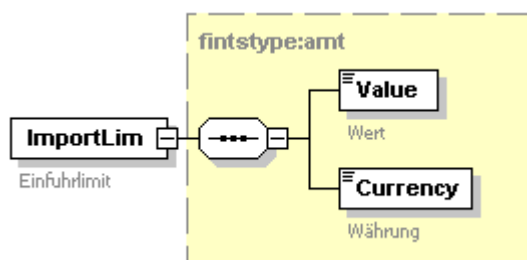 fintstype:amt
Value
Wert
ImportLim
Einfuhrlimit
Currency
Währung